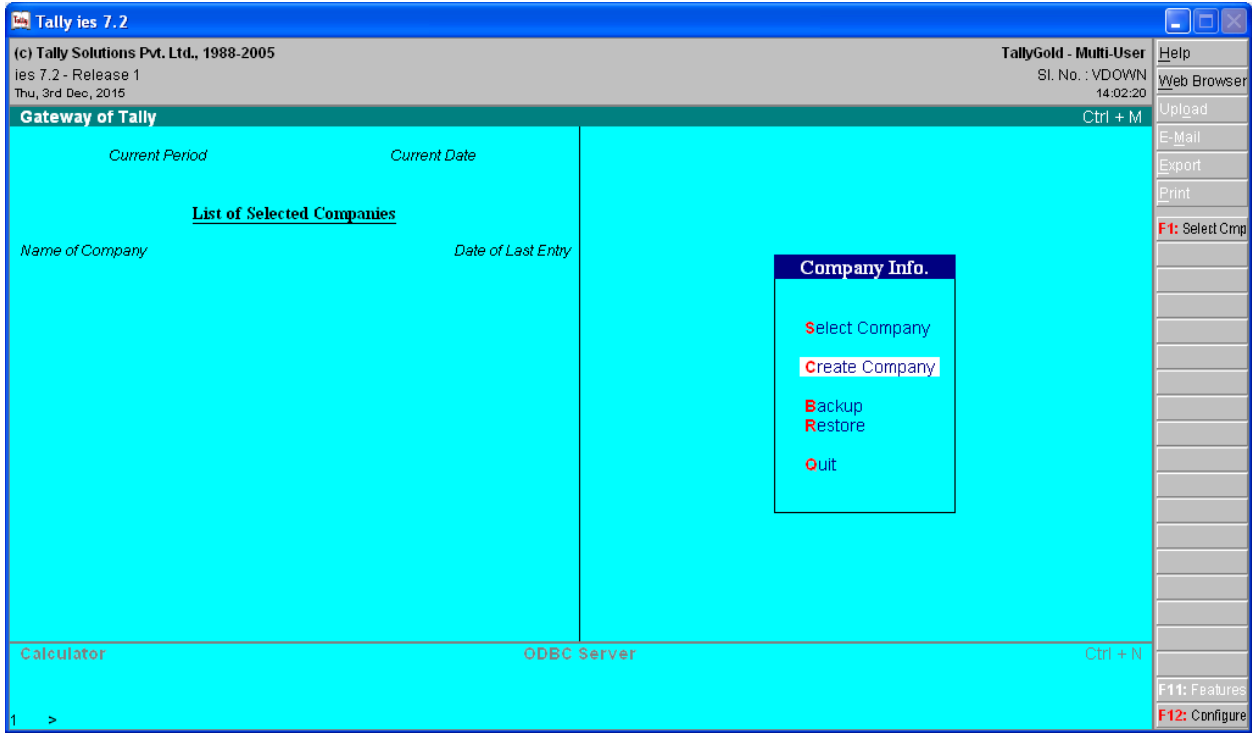 Tally ies 7.2
(c) Tally Solutions Pvt. Ltd., 1988-2005 TallyGold - Multi-User
ies 7.2 - Release 1 Sl. No. : VDOWN
Thu, 3rd Dec, 2015 14:02:20
Gateway of Tally Ctrl + M
Current Period Current Date
List of Selected Companies
Name of Company Date of Last Entry
Company Info.
Select Company
Create Company
Backup
Restore
Quit
Calculator ODBC Server Ctrl + N
1 >
Help
Web Browser
Upload
E-Mail
Export
Print
F1: Select Cmp
F11: Features
F12: Configure